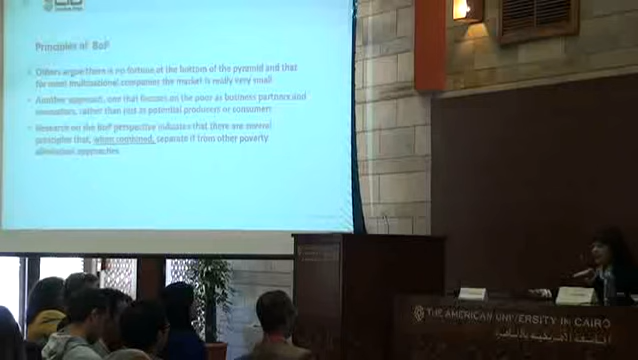 Principles of BoP
Others argue there is no fortune at the bottom of the pyramid and that
for most multinational companies the market is really very small
Another approach, one that focuses on the poor as business partners and
innovators, rather than just as potential producers or consumers
Research on the BoP perspective indicates that there are several
principles that, when combined, separate it from other poverty
alleviation approaches
THE AMERICAN UNIVERSITY IN CAIRO
الجامعة الأمريكية بالقاهرة